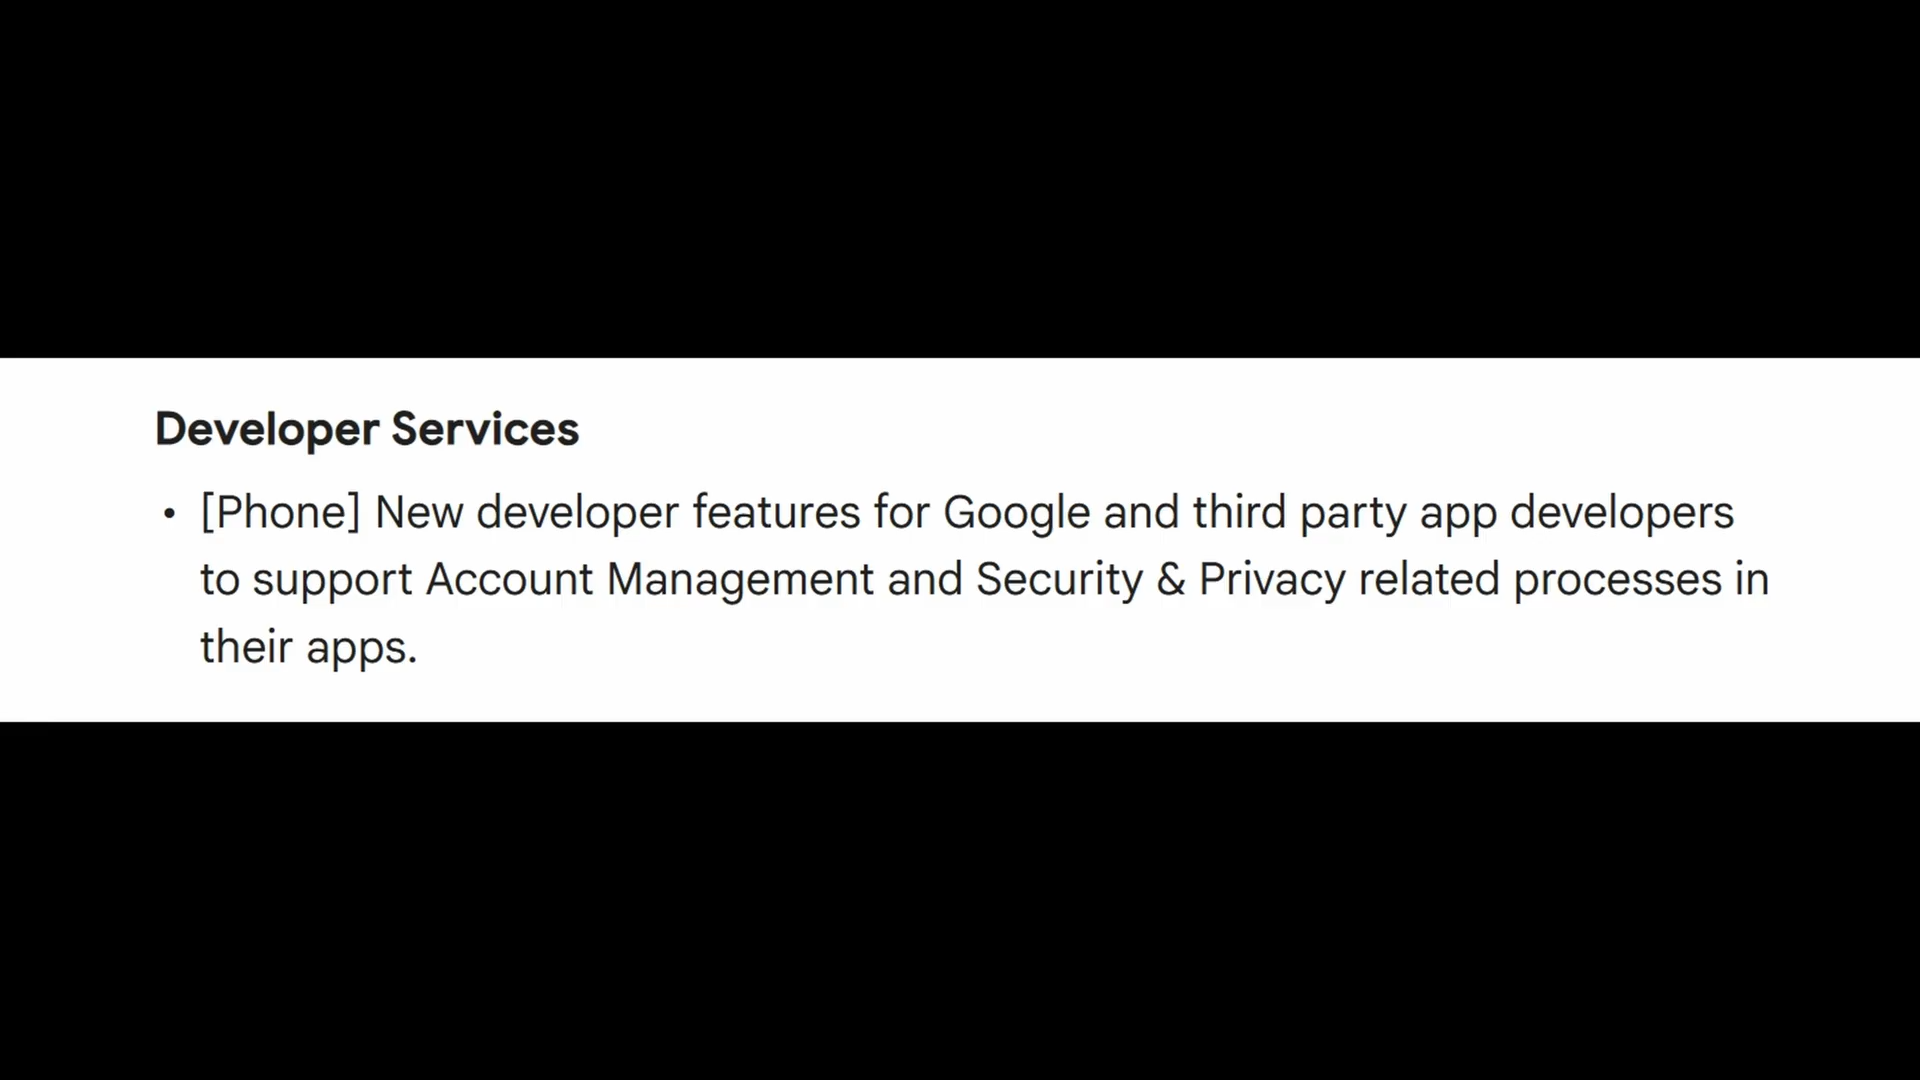 Developer Services
• [Phone] New developer features for Google and third party app developers
to support Account Management and Security & Privacy related processes in
their apps.